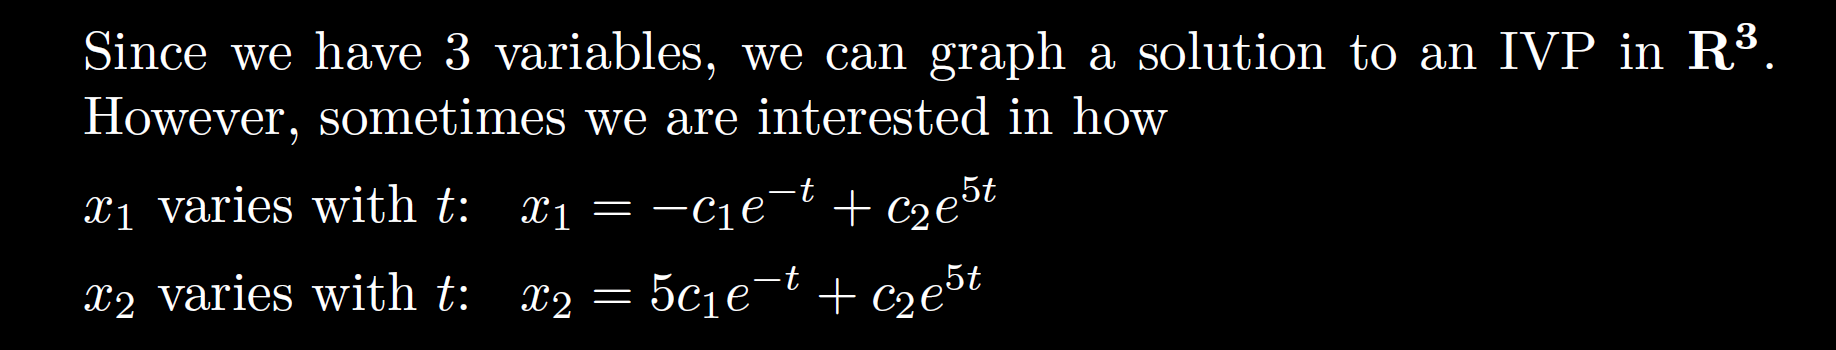 Since we have 3 variables, we can graph a solution to an IVP in R³.
However, sometimes we are interested in how
x₁ varies with t: x₁ = −c₁e⁻ᵗ + c₂e⁵ᵗ
x₂ varies with t: x₂ = 5c₁e⁻ᵗ + c₂e⁵ᵗ